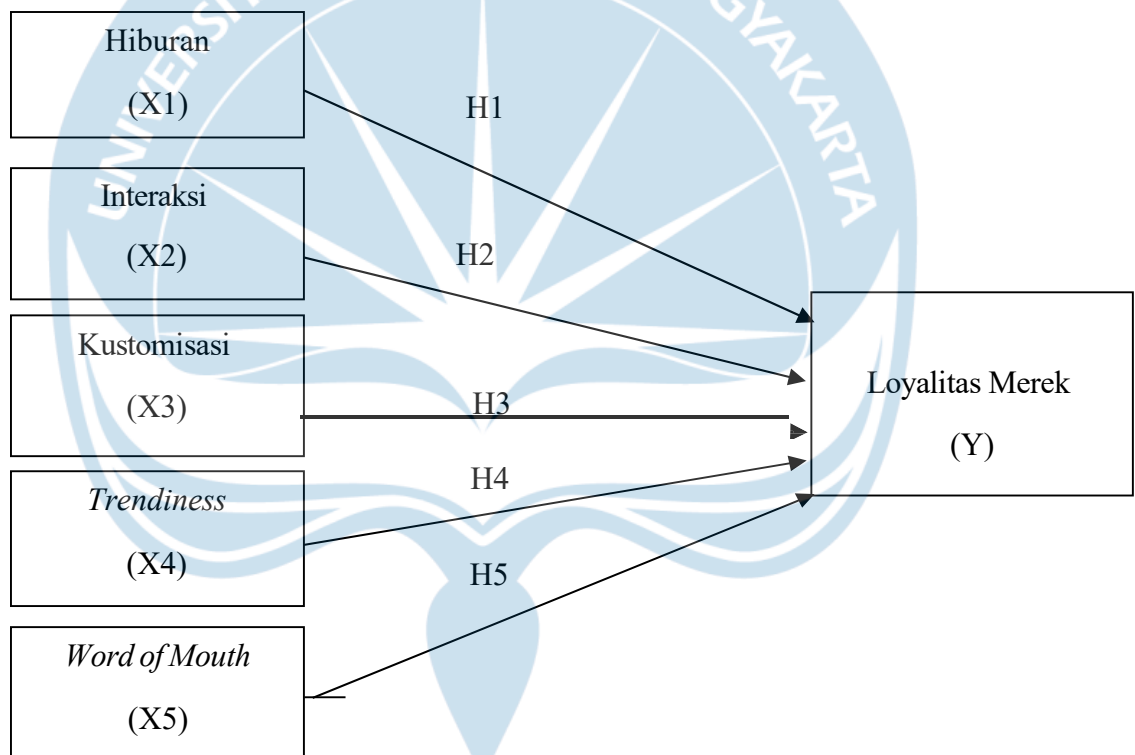 Hiburan
(X1)
Interaksi
(X2)
Kustomisasi
(X3)
Trendiness
(X4)
Word of Mouth
(X5)
H1
H2
H3
H4
H5
Loyalitas Merek
(Y)